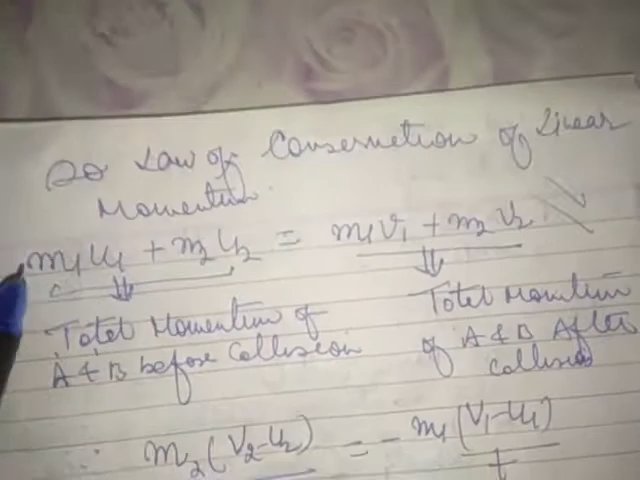 So Law of Conservation of Linear
Momentum.
m₁u₁ + m₂u₂ = m₁v₁ + m₂v₂
Total Momentum of
A & B before Collision
Total Momentum
of A & B After
Collision
∴ m₂(v₂-u₂) = - m₁(v₁-u₁)
t